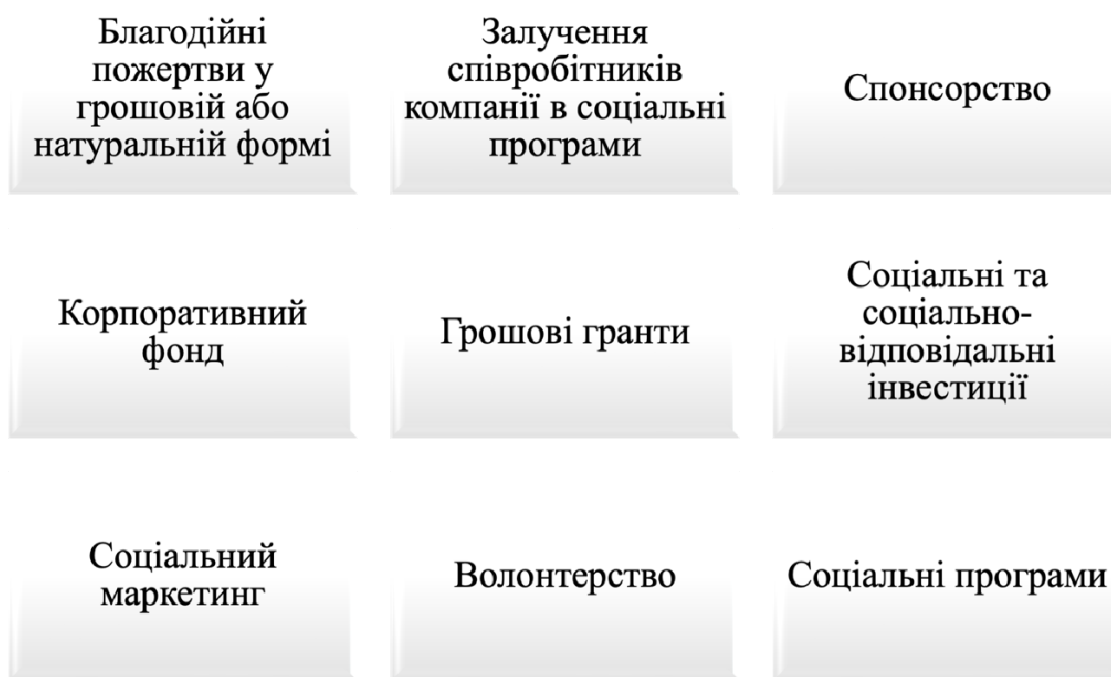 Благодійні
пожертви у
грошовій або
натуральній формі
Залучення
співробітників
компанії в соціальні
програми
Спонсорство
Корпоративний
фонд
Грошові гранти
Соціальні та
соціально-
відповідальні
інвестиції
Соціальний
маркетинг
Волонтерство
Соціальні програми